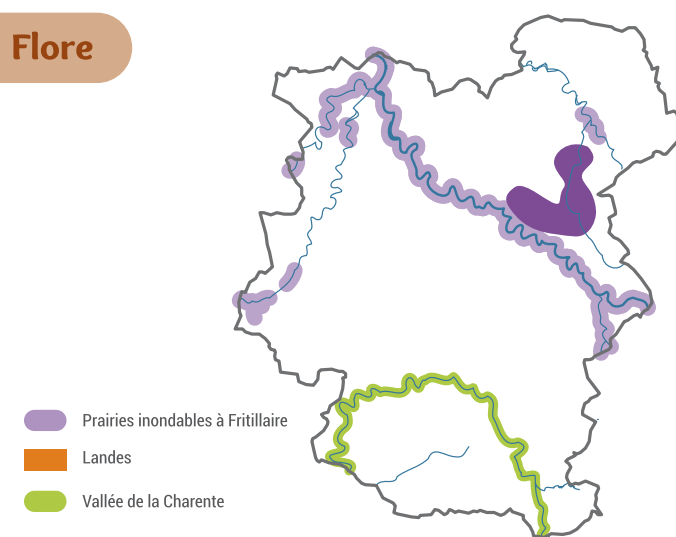 Flore
Prairies inondables à Fritillaire
Landes
Vallée de la Charente